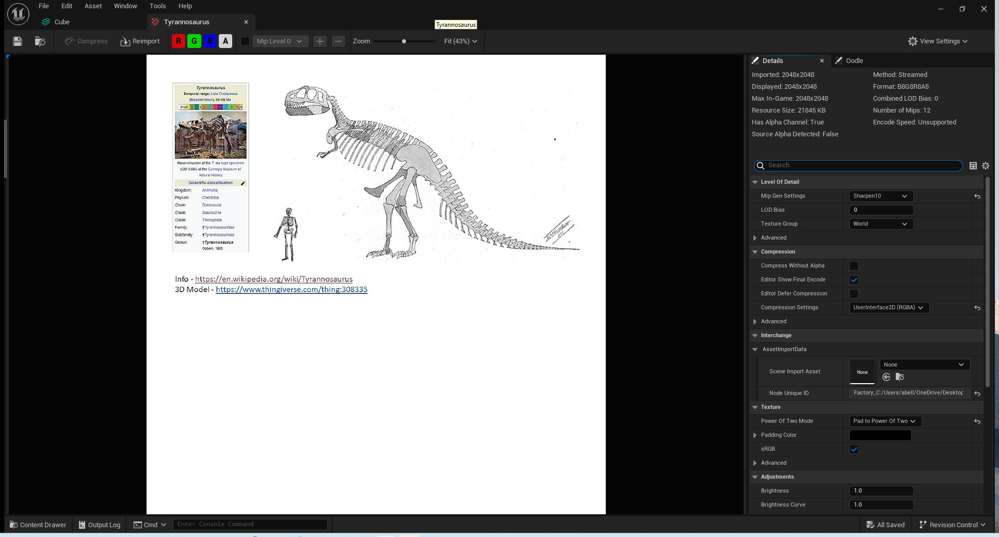 File Edit Asset Window Tools Help
Cube
Tyrannosaurus
Tyrannosaurus
Compress
Reimport
R G B A
Mip Level 0
Zoom
Fit (43%)
View Settings
Tyrannosaurus
Temporal range: Late Cretaceous
(Maastrichtian), 68–66 Ma
PreꞒ Ꞓ O S D C P T J K PgN
Reconstruction of the T. rex type specimen
(CM 9380) at the Carnegie Museum of
Natural History
Scientific classification
Kingdom: Animalia
Phylum: Chordata
Clade: Dinosauria
Clade: Saurischia
Clade: Theropoda
Family: †Tyrannosauridae
Subfamily: †Tyrannosaurinae
Genus: †Tyrannosaurus
Osborn, 1905
Info - https://en.wikipedia.org/wiki/Tyrannosaurus
3D Model - https://www.thingiverse.com/thing:308335
Details
Oodle
Imported: 2048x2048 Method: Streamed
Displayed: 2048x2048 Format: B8G8R8A8
Max In-Game: 2048x2048 Combined LOD Bias: 0
Resource Size: 21845 KB Number of Mips: 12
Has Alpha Channel: True Encode Speed: Unsupported
Source Alpha Detected: False
Search
Level Of Detail
Mip Gen Settings Sharpen10
LOD Bias 0
Texture Group World
Advanced
Compression
Compress Without Alpha
Editor Show Final Encode
Editor Defer Compression
Compression Settings UserInterface2D (RGBA)
Advanced
Interchange
AssetImportData
Scene Import Asset None None
Node Unique ID Factory_C:/Users/abell/OneDrive/Desktop
Texture
Power Of Two Mode Pad to Power Of Two
Padding Color
sRGB
Advanced
Adjustments
Brightness 1.0
Brightness Curve 1.0
Content Drawer
Output Log
Cmd
Enter Console Command
All Saved
Revision Control